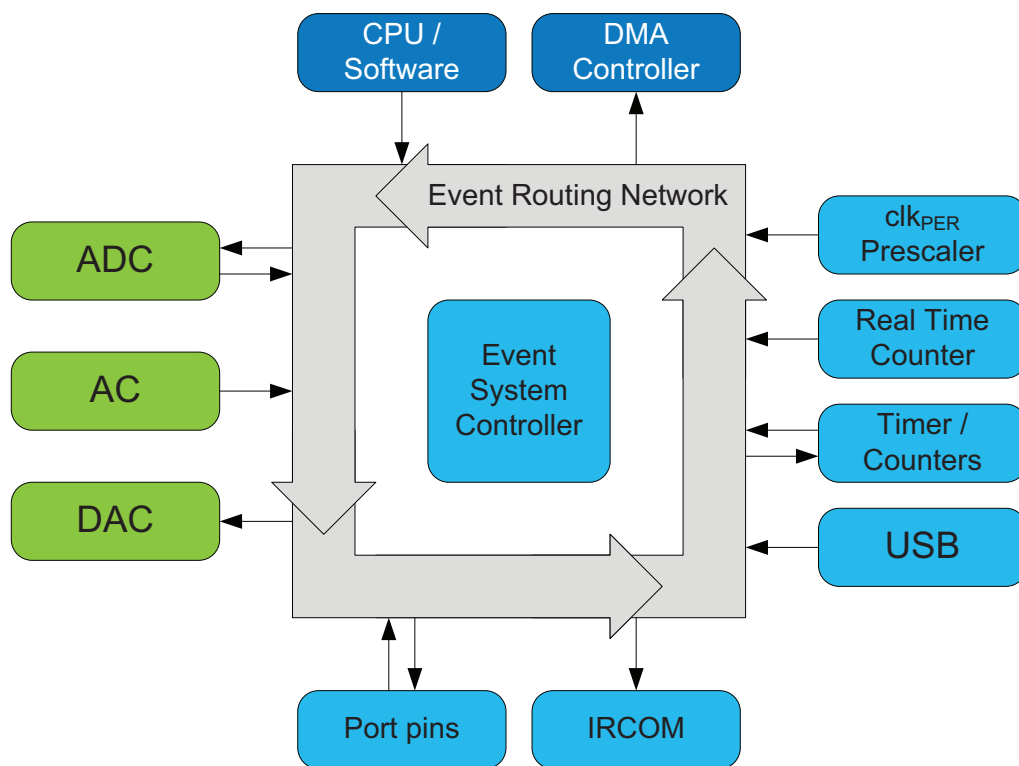 CPU /
Software
DMA
Controller
Event Routing Network
ADC
AC
DAC
Event
System
Controller
clkPER
Prescaler
Real Time
Counter
Timer /
Counters
USB
Port pins
IRCOM